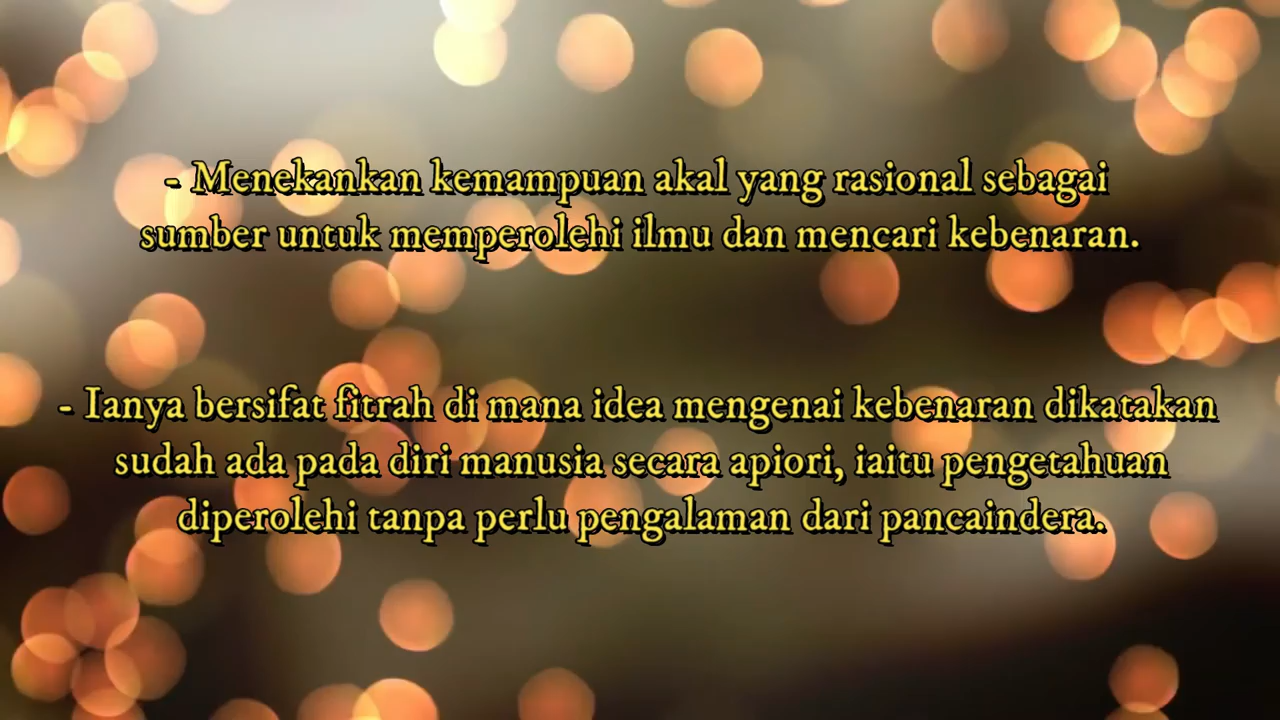 - Menekankan kemampuan akal yang rasional sebagai
sumber untuk memperolehi ilmu dan mencari kebenaran.
- Ianya bersifat fitrah di mana idea mengenai kebenaran dikatakan
sudah ada pada diri manusia secara apiori, iaitu pengetahuan
diperolehi tanpa perlu pengalaman dari pancaindera.